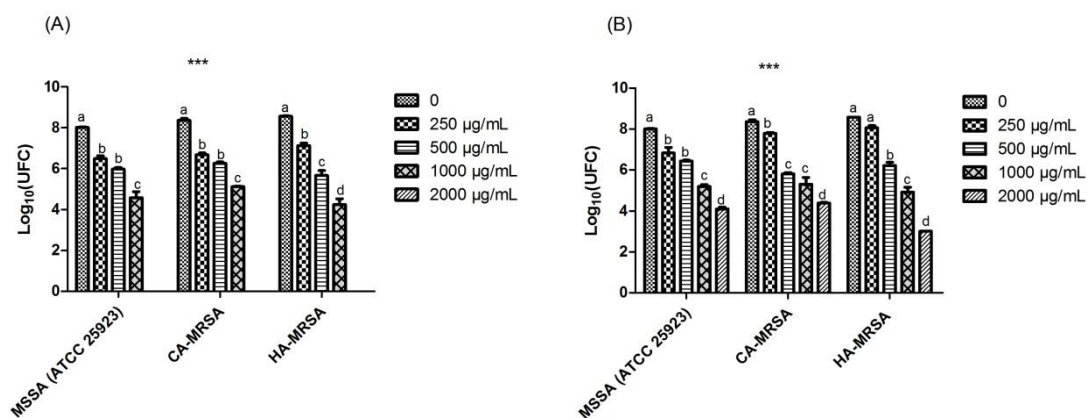 (A)
***
Log10(UFC)
10
8
6
4
2
0
a
b
b
c
a
b
b
c
a
b
c
d
MSSA (ATCC 25923)
CA-MRSA
HA-MRSA
0
250 µg/mL
500 µg/mL
1000 µg/mL
2000 µg/mL
(B)
***
Log10(UFC)
10
8
6
4
2
0
a
b
b
c
d
a
b
c
c
d
a
a
b
c
d
MSSA (ATCC 25923)
CA-MRSA
HA-MRSA
0
250 µg/mL
500 µg/mL
1000 µg/mL
2000 µg/mL